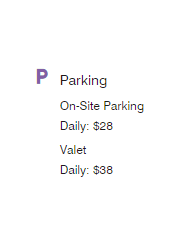 P Parking
On-Site Parking
Daily: $28
Valet
Daily: $38